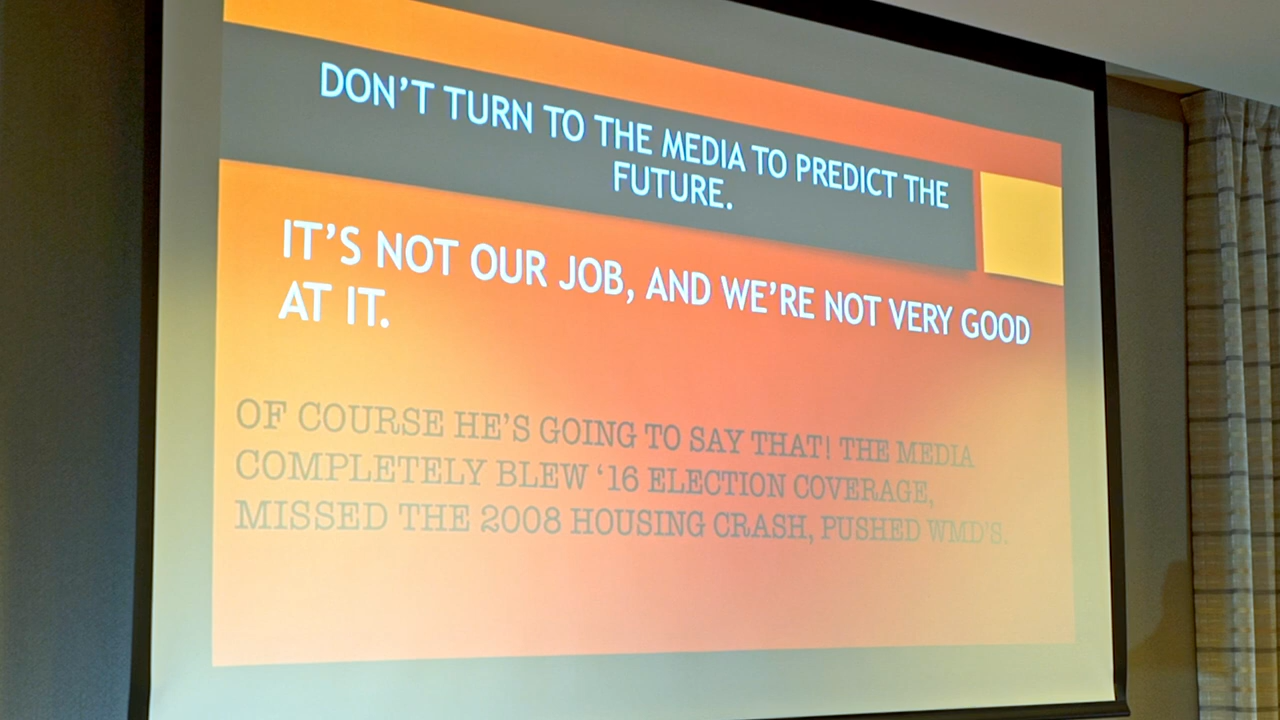 DON’T TURN TO THE MEDIA TO PREDICT THE
FUTURE.
IT’S NOT OUR JOB, AND WE’RE NOT VERY GOOD
AT IT.
OF COURSE HE’S GOING TO SAY THAT! THE MEDIA
COMPLETELY BLEW ‘16 ELECTION COVERAGE,
MISSED THE 2008 HOUSING CRASH, PUSHED WMD’S.